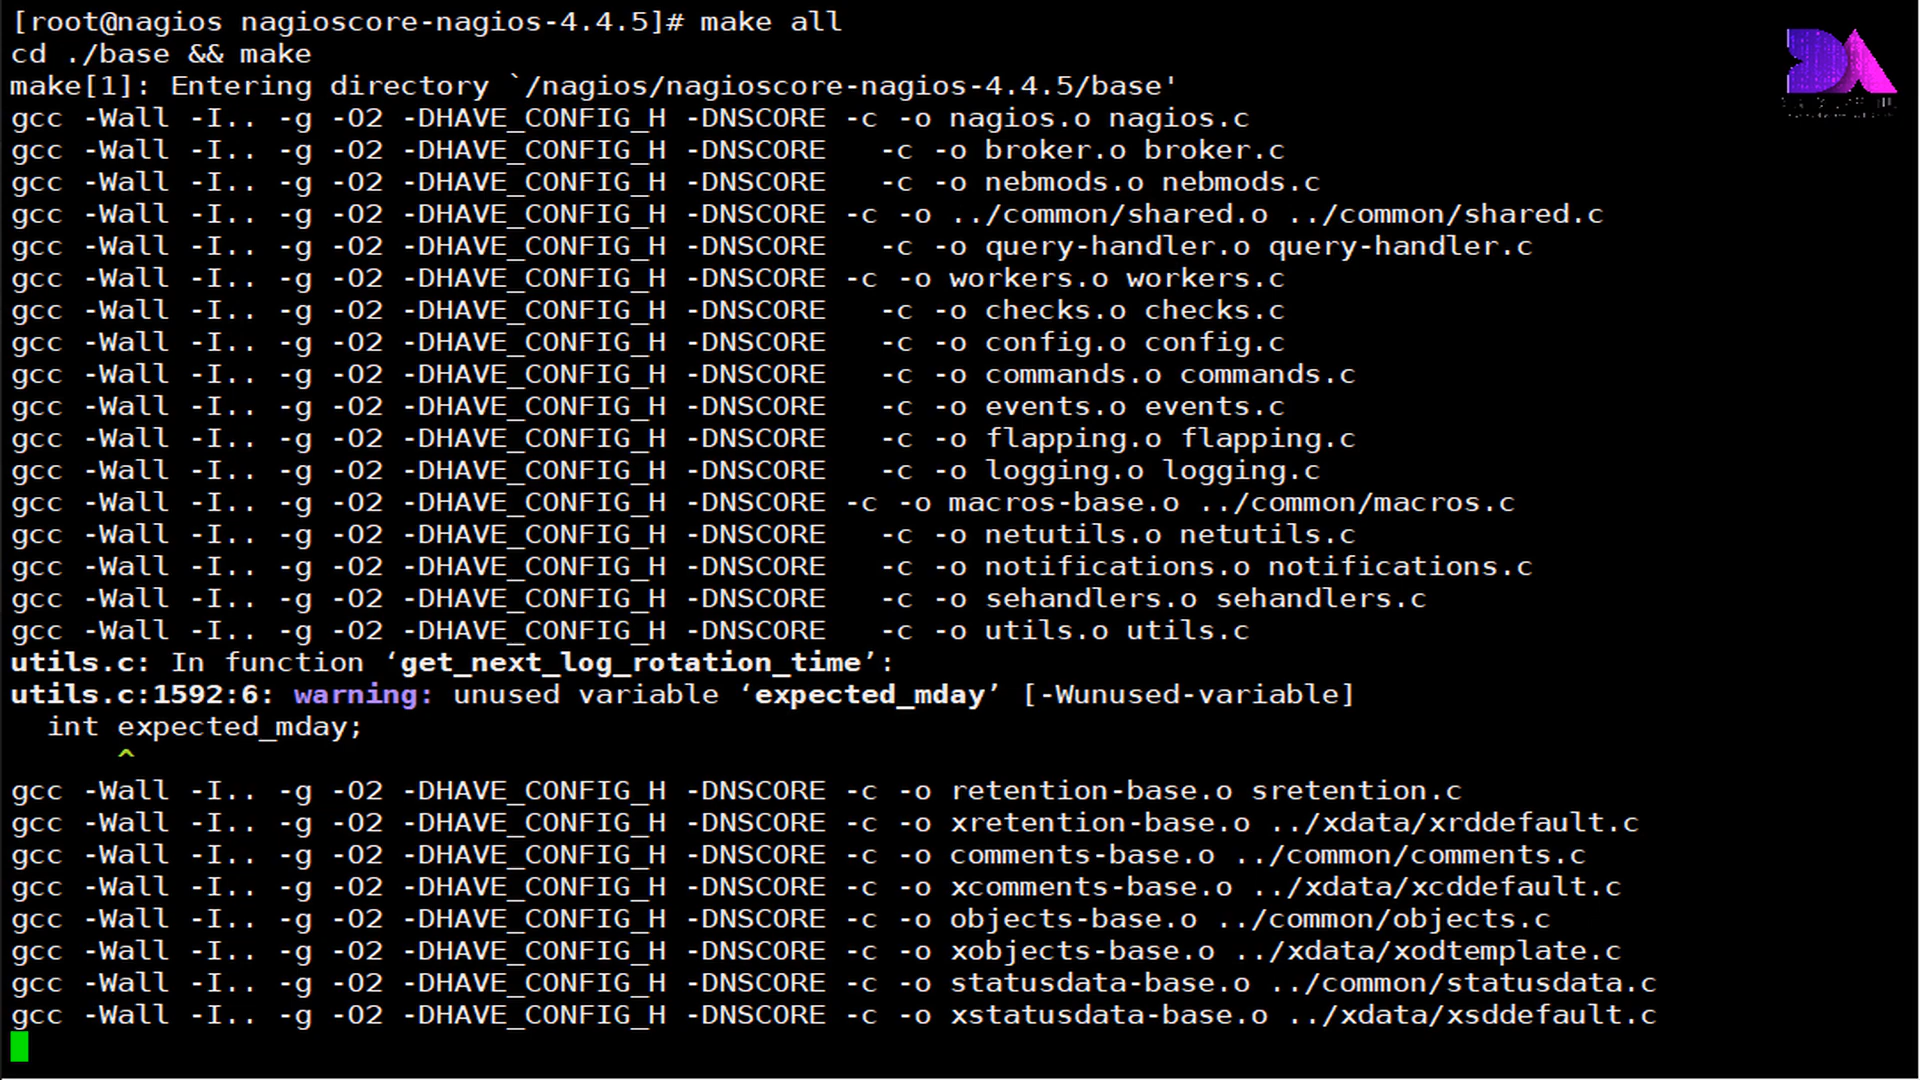 [root@nagios nagioscore-nagios-4.4.5]# make all
cd ./base && make
make[1]: Entering directory `/nagios/nagioscore-nagios-4.4.5/base'
gcc -Wall -I.. -g -O2 -DHAVE_CONFIG_H -DNSCORE -c -o nagios.o nagios.c
gcc -Wall -I.. -g -O2 -DHAVE_CONFIG_H -DNSCORE   -c -o broker.o broker.c
gcc -Wall -I.. -g -O2 -DHAVE_CONFIG_H -DNSCORE   -c -o nebmods.o nebmods.c
gcc -Wall -I.. -g -O2 -DHAVE_CONFIG_H -DNSCORE -c -o ../common/shared.o ../common/shared.c
gcc -Wall -I.. -g -O2 -DHAVE_CONFIG_H -DNSCORE   -c -o query-handler.o query-handler.c
gcc -Wall -I.. -g -O2 -DHAVE_CONFIG_H -DNSCORE -c -o workers.o workers.c
gcc -Wall -I.. -g -O2 -DHAVE_CONFIG_H -DNSCORE   -c -o checks.o checks.c
gcc -Wall -I.. -g -O2 -DHAVE_CONFIG_H -DNSCORE   -c -o config.o config.c
gcc -Wall -I.. -g -O2 -DHAVE_CONFIG_H -DNSCORE   -c -o commands.o commands.c
gcc -Wall -I.. -g -O2 -DHAVE_CONFIG_H -DNSCORE   -c -o events.o events.c
gcc -Wall -I.. -g -O2 -DHAVE_CONFIG_H -DNSCORE   -c -o flapping.o flapping.c
gcc -Wall -I.. -g -O2 -DHAVE_CONFIG_H -DNSCORE   -c -o logging.o logging.c
gcc -Wall -I.. -g -O2 -DHAVE_CONFIG_H -DNSCORE -c -o macros-base.o ../common/macros.c
gcc -Wall -I.. -g -O2 -DHAVE_CONFIG_H -DNSCORE   -c -o netutils.o netutils.c
gcc -Wall -I.. -g -O2 -DHAVE_CONFIG_H -DNSCORE   -c -o notifications.o notifications.c
gcc -Wall -I.. -g -O2 -DHAVE_CONFIG_H -DNSCORE   -c -o sehandlers.o sehandlers.c
gcc -Wall -I.. -g -O2 -DHAVE_CONFIG_H -DNSCORE   -c -o utils.o utils.c
utils.c: In function ‘get_next_log_rotation_time’:
utils.c:1592:6: warning: unused variable ‘expected_mday’ [-Wunused-variable]
  int expected_mday;
      ^
gcc -Wall -I.. -g -O2 -DHAVE_CONFIG_H -DNSCORE -c -o retention-base.o sretention.c
gcc -Wall -I.. -g -O2 -DHAVE_CONFIG_H -DNSCORE -c -o xretention-base.o ../xdata/xrddefault.c
gcc -Wall -I.. -g -O2 -DHAVE_CONFIG_H -DNSCORE -c -o comments-base.o ../common/comments.c
gcc -Wall -I.. -g -O2 -DHAVE_CONFIG_H -DNSCORE -c -o xcomments-base.o ../xdata/xcddefault.c
gcc -Wall -I.. -g -O2 -DHAVE_CONFIG_H -DNSCORE -c -o objects-base.o ../common/objects.c
gcc -Wall -I.. -g -O2 -DHAVE_CONFIG_H -DNSCORE -c -o xobjects-base.o ../xdata/xodtemplate.c
gcc -Wall -I.. -g -O2 -DHAVE_CONFIG_H -DNSCORE -c -o statusdata-base.o ../common/statusdata.c
gcc -Wall -I.. -g -O2 -DHAVE_CONFIG_H -DNSCORE -c -o xstatusdata-base.o ../xdata/xsddefault.c